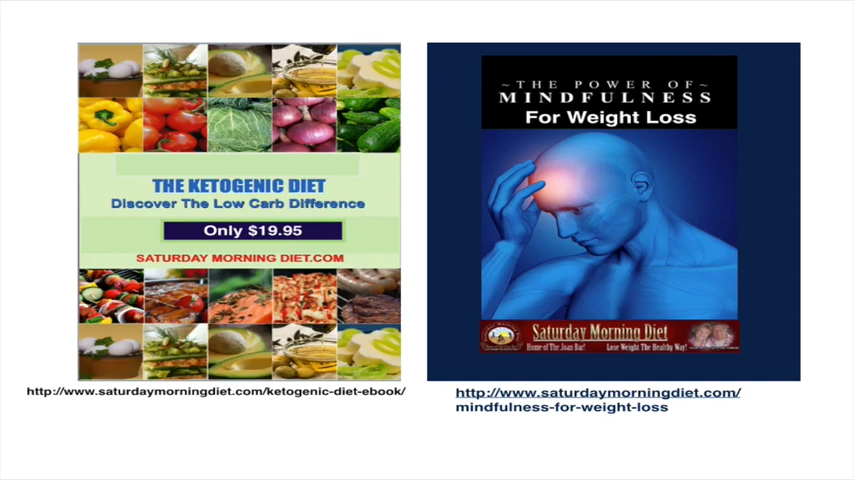 THE KETOGENIC DIET
Discover The Low Carb Difference
Only $19.95
SATURDAY MORNING DIET.COM
http://www.saturdaymorningdiet.com/ketogenic-diet-ebook/
~THE POWER OF~
MINDFULNESS
For Weight Loss
Saturday Morning Diet
Home of The Joan Bar! Lose Weight The Healthy Way!
http://www.saturdaymorningdiet.com/
mindfulness-for-weight-loss